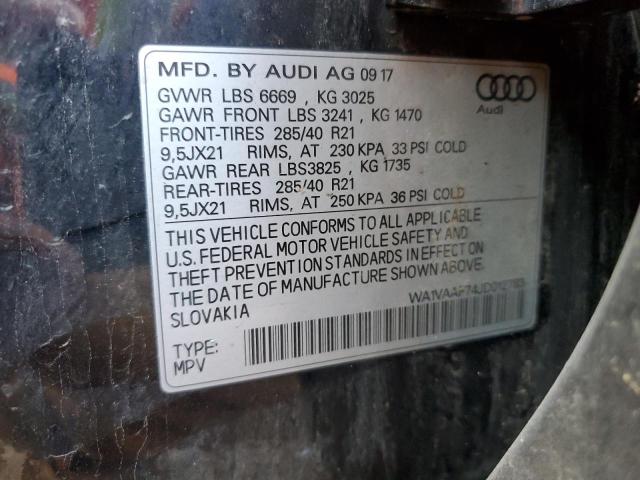 MFD. BY AUDI AG 09 17
GVWR LBS 6669 , KG 3025
GAWR FRONT LBS 3241, KG 1470
FRONT-TIRES 285/40 R21
9,5JX21 RIMS, AT 230 KPA 33 PSI COLD
GAWR REAR LBS3825 , KG 1735
REAR-TIRES 285/40 R21
9,5JX21 RIMS, AT 250 KPA 36 PSI COLD
Audi
THIS VEHICLE CONFORMS TO ALL APPLICABLE
U.S. FEDERAL MOTOR VEHICLE SAFETY AND
THEFT PREVENTION STANDARDS IN EFFECT ON
THE DATE OF MANUFACTURE SHOWN ABOVE.
SLOVAKIA
TYPE:
MPV